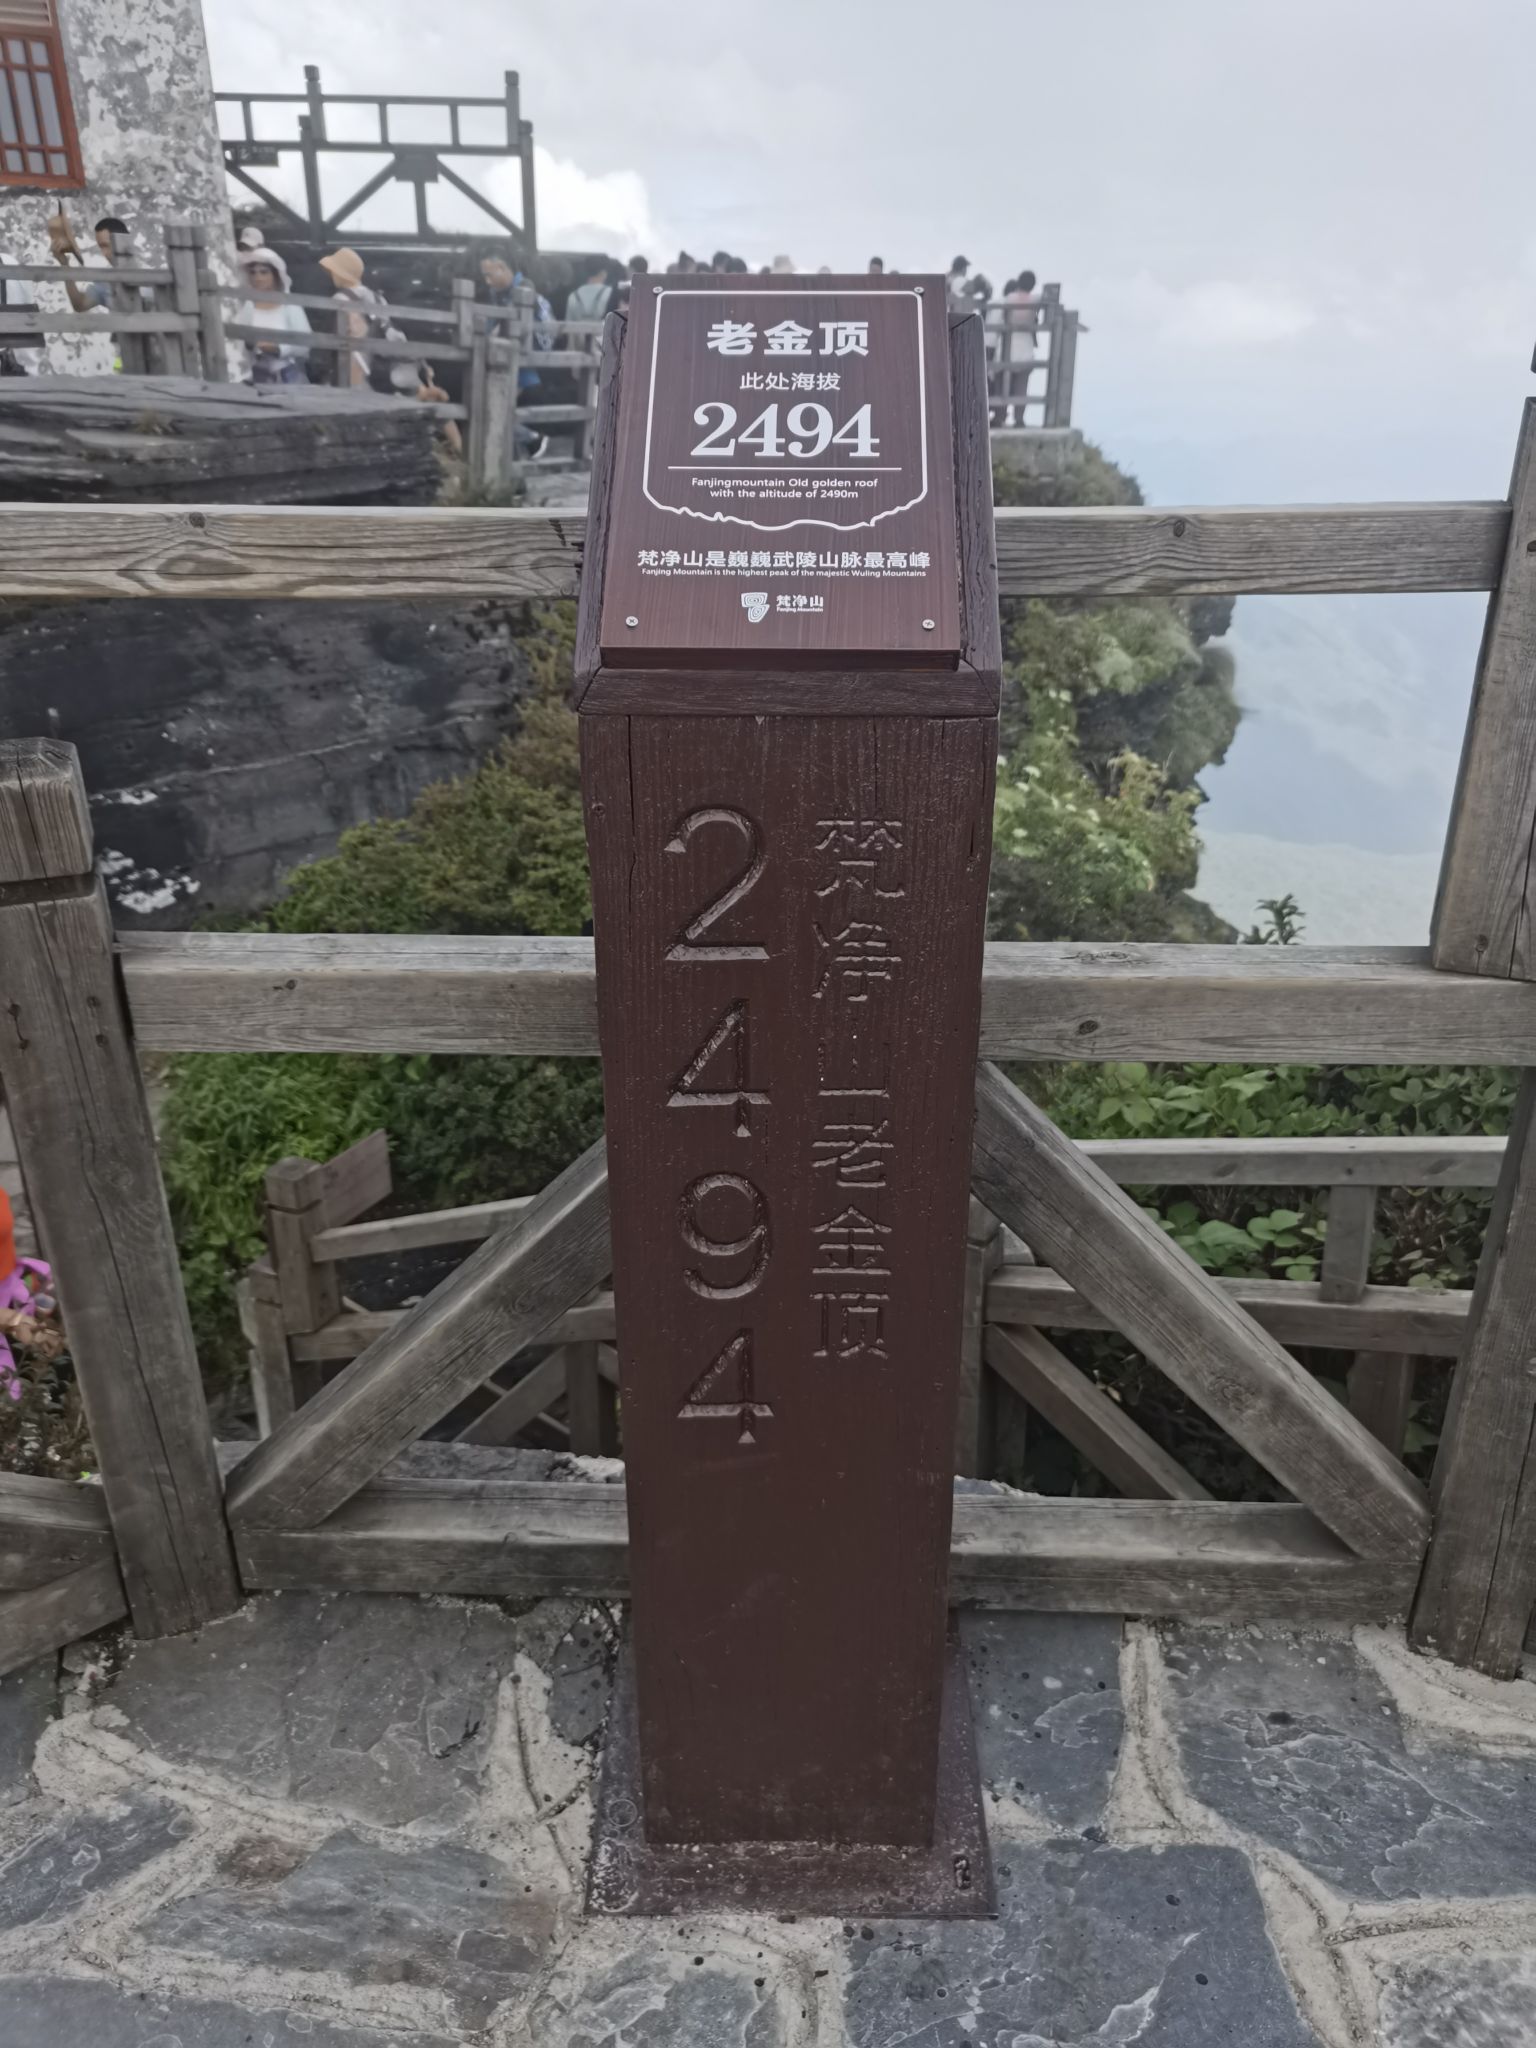 老金顶
此处海拔
2494
Fanjingmountain Old golden roof
with the altitude of 2490m
梵净山是巍巍武陵山脉最高峰
Fanjing Mountain is the highest peak of the majestic Wuling Mountains
梵净山
Fanjing Mountain
2494
梵净山老金顶